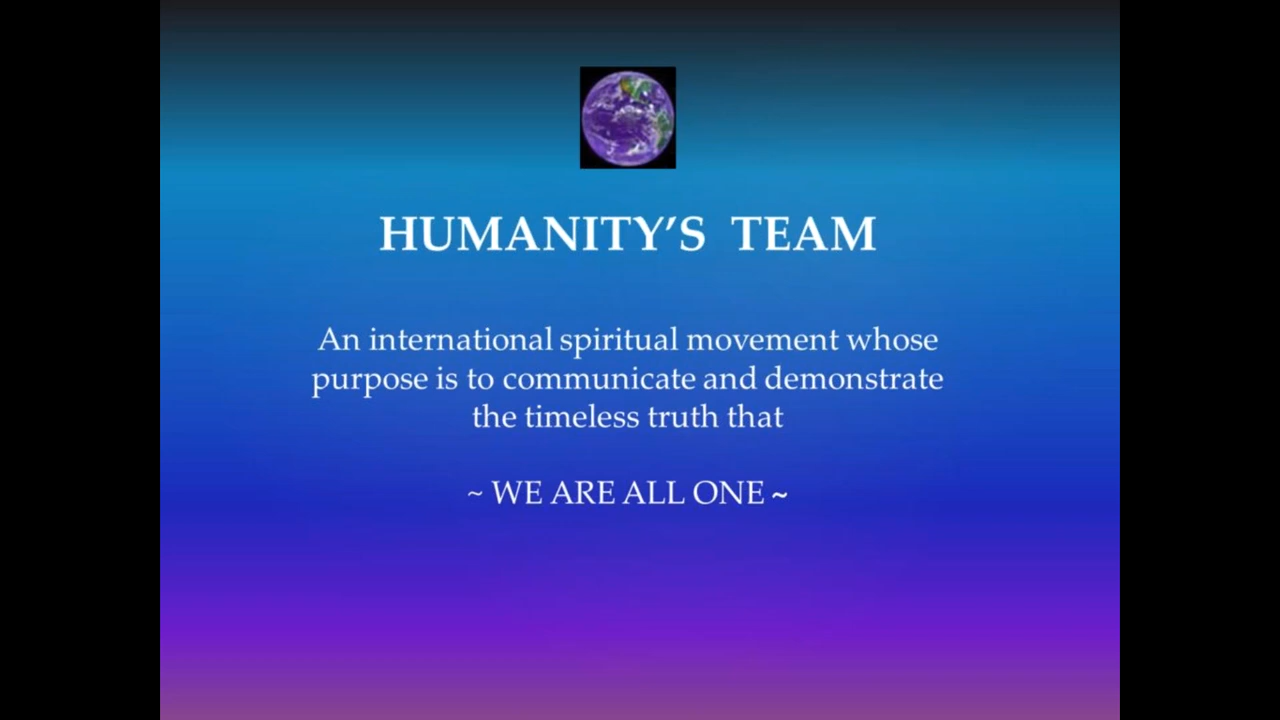 HUMANITY’S TEAM
An international spiritual movement whose
purpose is to communicate and demonstrate
the timeless truth that
~ WE ARE ALL ONE ~